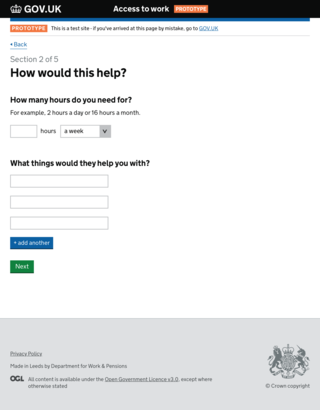 GOV.UK
Access to work PROTOTYPE
PROTOTYPE This is a test site - if you've arrived at this page by mistake, go to GOV.UK
Back
Section 2 of 5
How would this help?
How many hours do you need for?
For example, 2 hours a day or 16 hours a month.
hours a week
What things would they help you with?
+ add another
Next
Privacy Policy
Made in Leeds by Department for Work & Pensions
OGL All content is available under the Open Government Licence v3.0, except where
otherwise stated
© Crown copyright